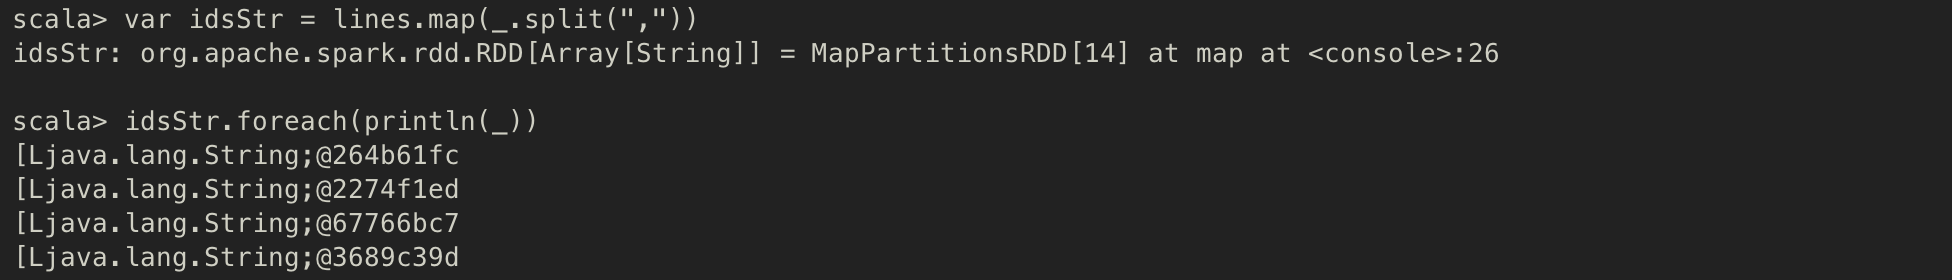 scala> var idsStr = lines.map(_.split(","))
idsStr: org.apache.spark.rdd.RDD[Array[String]] = MapPartitionsRDD[14] at map at <console>:26
scala> idsStr.foreach(println(_))
[Ljava.lang.String;@264b61fc
[Ljava.lang.String;@2274f1ed
[Ljava.lang.String;@67766bc7
[Ljava.lang.String;@3689c39d